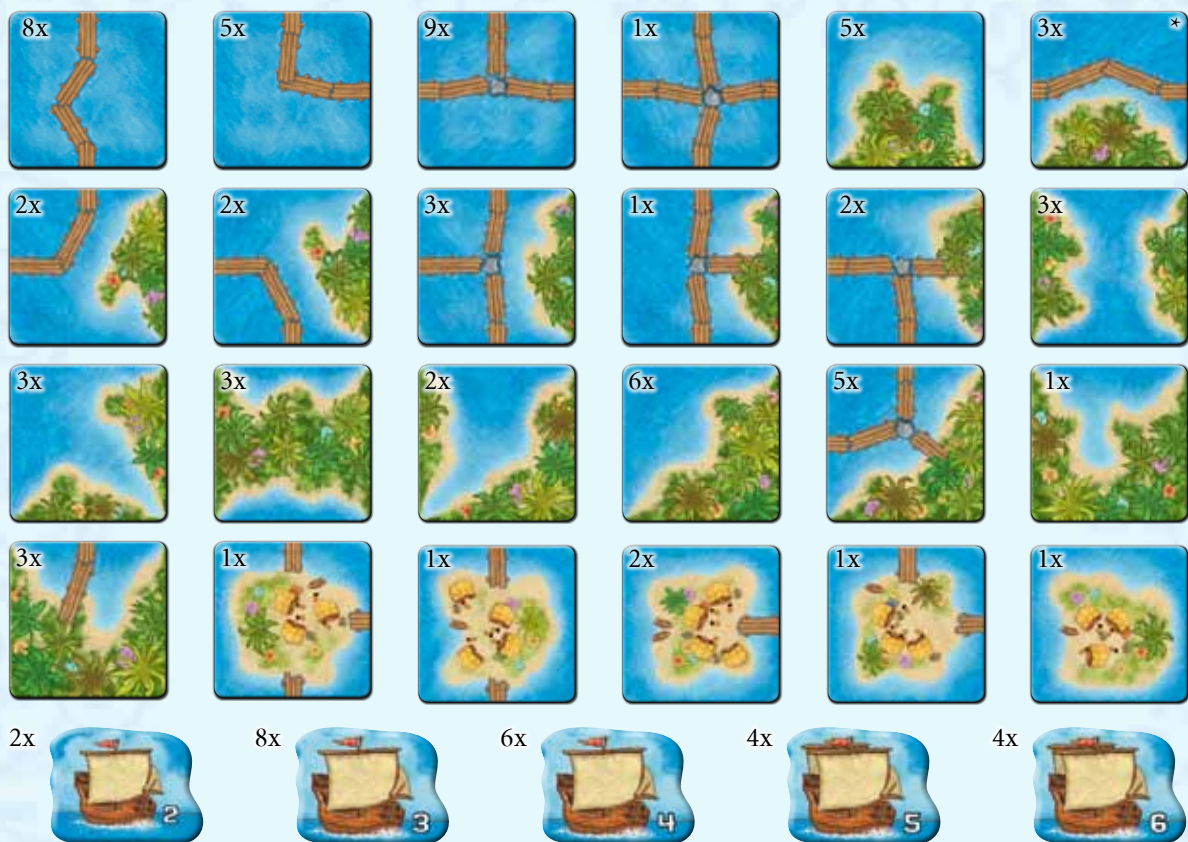 8x 5x 9x 1x 5x 3x *
2x 2x 3x 1x 2x 3x
3x 3x 2x 6x 5x 1x
3x 1x 1x 2x 1x 1x
2x 8x 6x 4x 4x
2 3 4 5 6